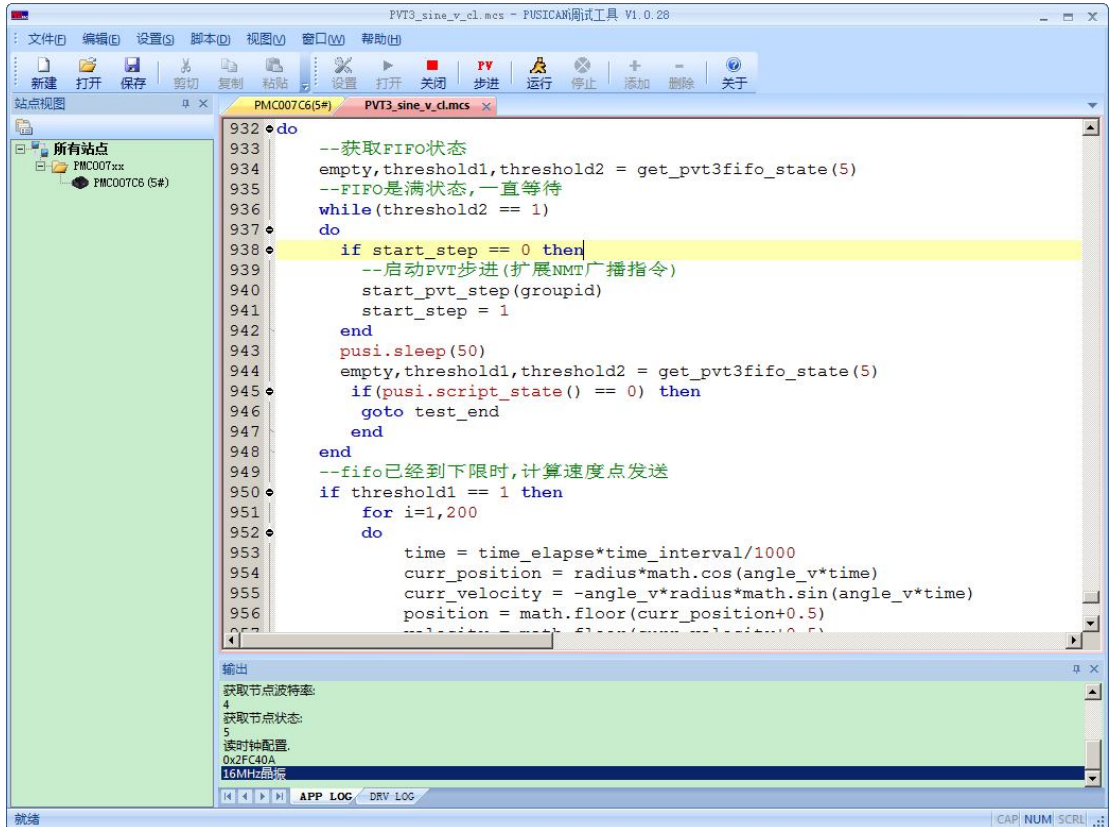 PVT3_sine_v_cl.mcs - PUSICAN调试工具 V1.0.28
文件(F) 编辑(E) 设置(S) 脚本(D) 视图(V) 窗口(W) 帮助(H)
新建 打开 保存 剪切 复制 粘贴 设置 打开 关闭 PV 步进 运行 停止 添加 删除 关于
站点视图
PMC007C6(5#) PVT3_sine_v_cl.mcs
所有站点
PMC007xx
PMC007C6 (5#)
932 do
933 --获取FIFO状态
934 empty,threshold1,threshold2 = get_pvt3fifo_state(5)
935 --FIFO是满状态,一直等待
936 while(threshold2 == 1)
937 do
938 if start_step == 0 then
939 --启动PVT步进(扩展NMT广播指令)
940 start_pvt_step(groupid)
941 start_step = 1
942 end
943 pusi.sleep(50)
944 empty,threshold1,threshold2 = get_pvt3fifo_state(5)
945 if(pusi.script_state() == 0) then
946 goto test_end
947 end
948 end
949 --fifo已经到下限时,计算速度点发送
950 if threshold1 == 1 then
951 for i=1,200
952 do
953 time = time_elapse*time_interval/1000
954 curr_position = radius*math.cos(angle_v*time)
955 curr_velocity = -angle_v*radius*math.sin(angle_v*time)
956 position = math.floor(curr_position+0.5)
输出
获取节点波特率:
4
获取节点状态:
5
读时钟配置.
0x2FC40A
16MHz晶振
APP LOG DRV LOG
就绪 CAP NUM SCRL